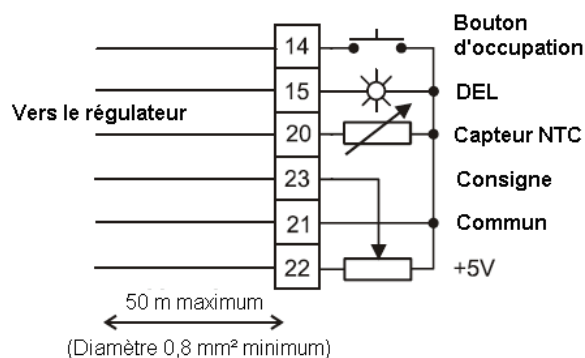 14 Bouton d'occupation
15 DEL
Vers le régulateur
20 Capteur NTC
23 Consigne
21 Commun
22 +5V
50 m maximum
(Diamètre 0,8 mm² minimum)